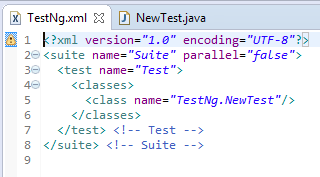 TestNg.xml NewTest.java
1 <?xml version="1.0" encoding="UTF-8"?>
2 <suite name="Suite" parallel="false">
3 <test name="Test">
4 <classes>
5 <class name="TestNg.NewTest"/>
6 </classes>
7 </test> <!-- Test -->
8 </suite> <!-- Suite -->
9